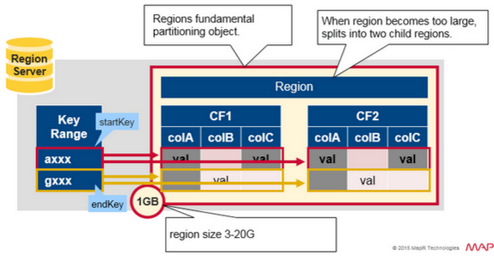 Regions fundamental
partitioning object.
When region becomes too large,
splits into two child regions.
Region
Server
Region
Key
Range
startKey
CF1
CF2
colA colB colC
colA colB colC
axxx
val val
val val
gxxx
val
val
endKey
1GB
region size 3-20G
© 2015 MapR Technologies MAP